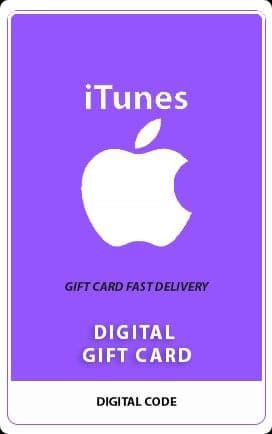 iTunes
GIFT CARD FAST DELIVERY
DIGITAL
GIFT CARD
DIGITAL CODE